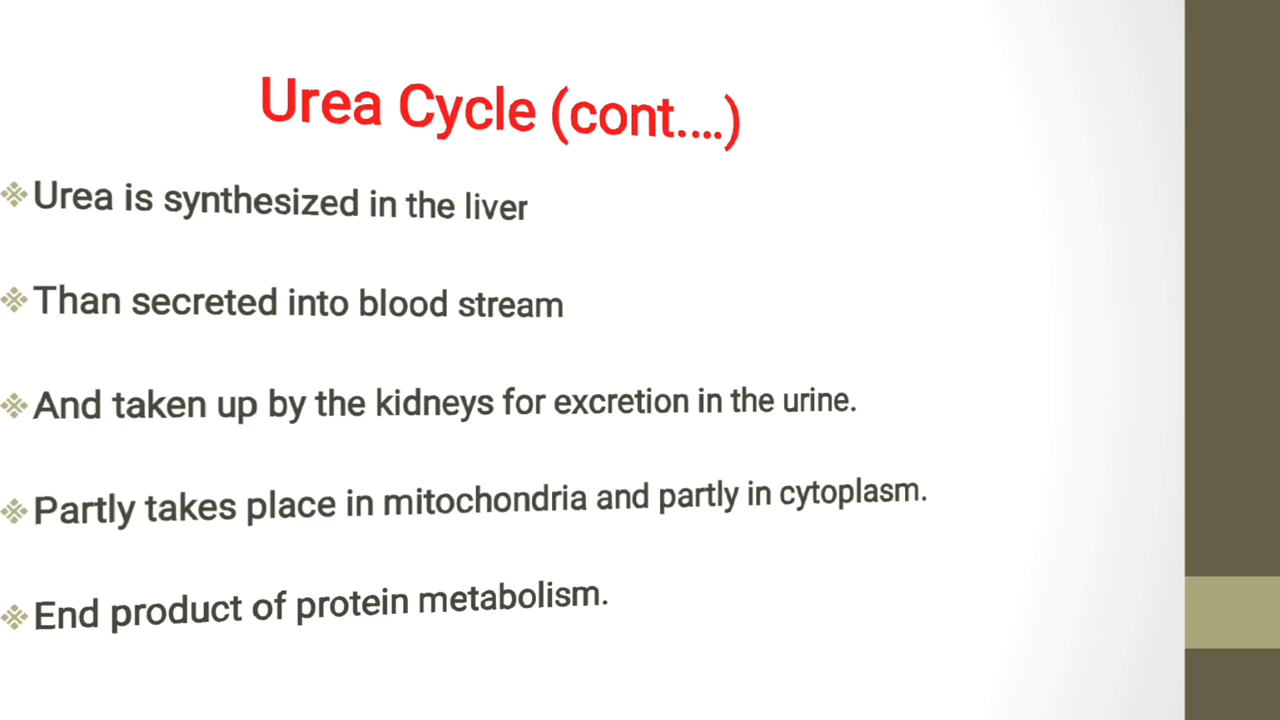 Urea Cycle (cont....)
Urea is synthesized in the liver
Than secreted into blood stream
And taken up by the kidneys for excretion in the urine.
Partly takes place in mitochondria and partly in cytoplasm.
End product of protein metabolism.